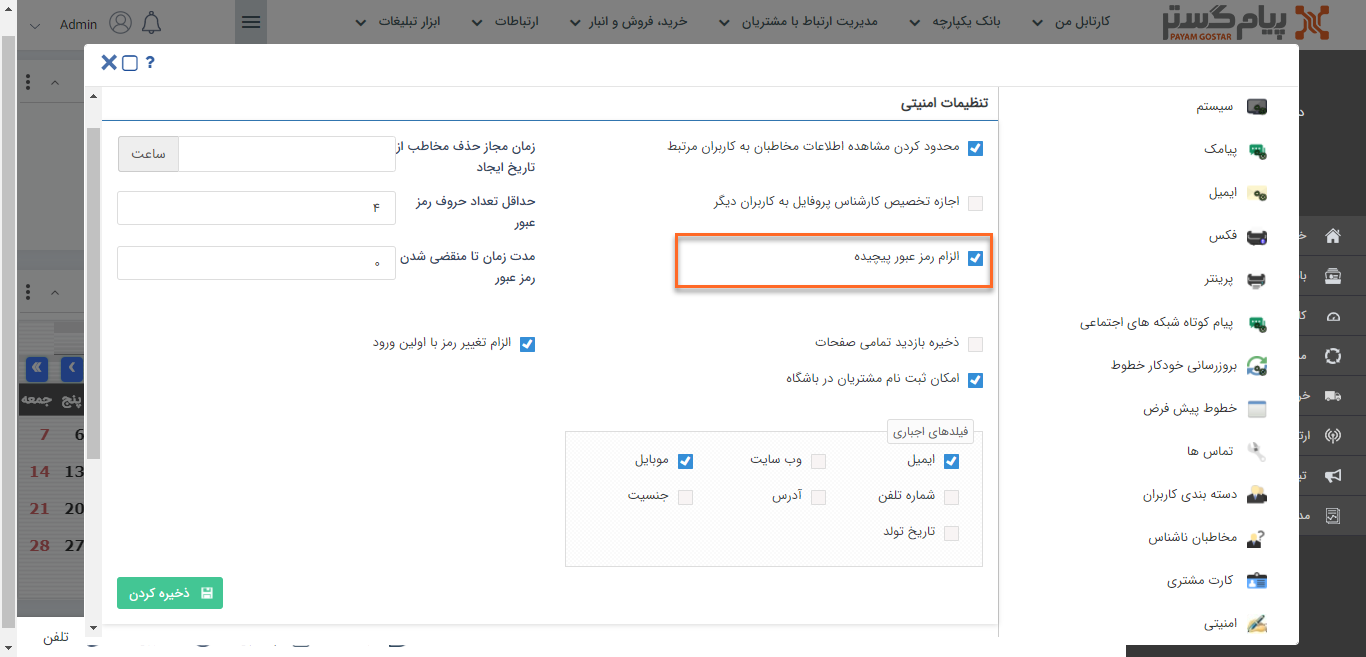 پیام گستر
PAYAM GOSTAR
کارتابل من
بانک یکپارچه
مدیریت ارتباط با مشتریان
خرید، فروش و انبار
ارتباطات
ابزار تبلیغات
Admin
?
سیستم
پیامک
ایمیل
فکس
پرینتر
پیام کوتاه شبکه های اجتماعی
بروزرسانی خودکار خطوط
خطوط پیش فرض
تماس ها
دسته بندی کاربران
مخاطبان ناشناس
کارت مشتری
امنیتی
تنظیمات امنیتی
محدود کردن مشاهده اطلاعات مخاطبان به کاربران مرتبط
زمان مجاز حذف مخاطب از
تاریخ ایجاد
ساعت
اجازه تخصیص کارشناس پروفایل به کاربران دیگر
حداقل تعداد حروف رمز
عبور
۴
الزام رمز عبور پیچیده
مدت زمان تا منقضی شدن
رمز عبور
۰
ذخیره بازدید تمامی صفحات
الزام تغییر رمز با اولین ورود
امکان ثبت نام مشتریان در باشگاه
فیلدهای اجباری
ایمیل
وب سایت
موبایل
شماره تلفن
آدرس
جنسیت
تاریخ تولد
ذخیره کردن
پنج جمعه
6 7
13 14
20 21
27 28
تلفن